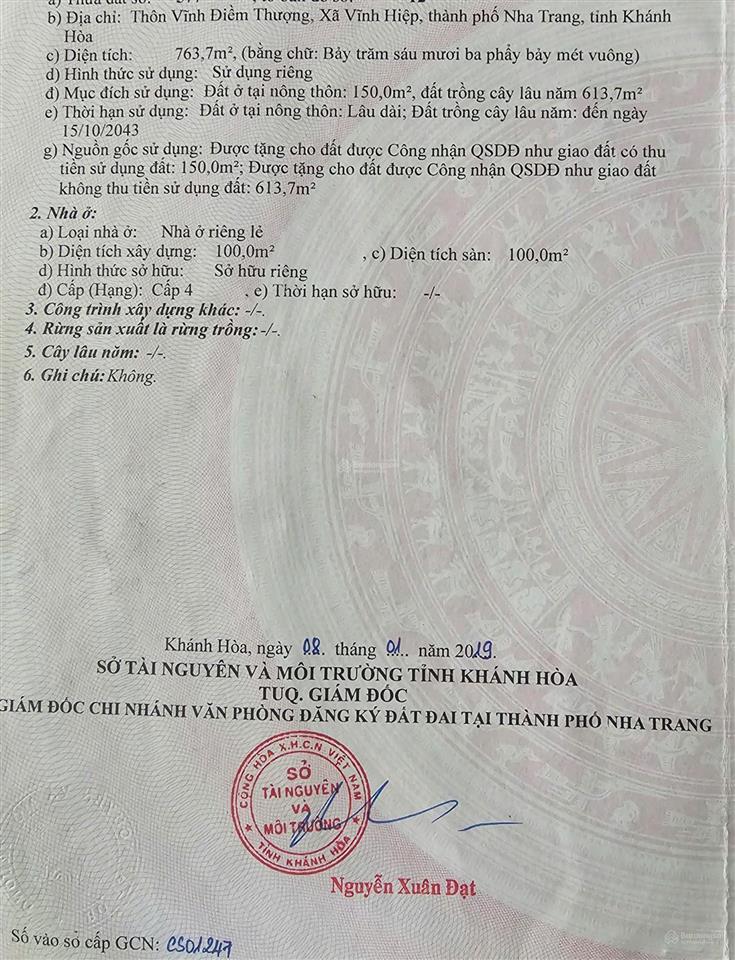 b) Địa chỉ: Thôn Vĩnh Điềm Thượng, Xã Vĩnh Hiệp, thành phố Nha Trang, tỉnh Khánh
Hòa
c) Diện tích: 763,7m², (bằng chữ: Bảy trăm sáu mươi ba phẩy bảy mét vuông)
d) Hình thức sử dụng: Sử dụng riêng
đ) Mục đích sử dụng: Đất ở tại nông thôn: 150,0m², đất trồng cây lâu năm 613,7m²
e) Thời hạn sử dụng: Đất ở tại nông thôn: Lâu dài; Đất trồng cây lâu năm: đến ngày
15/10/2043
g) Nguồn gốc sử dụng: Được tặng cho đất được Công nhận QSDĐ như giao đất có thu
tiền sử dụng đất: 150,0m²; Được tặng cho đất được Công nhận QSDĐ như giao đất
không thu tiền sử dụng đất: 613,7m²
2. Nhà ở:
a) Loại nhà ở: Nhà ở riêng lẻ
b) Diện tích xây dựng: 100,0m² , c) Diện tích sàn: 100,0m²
d) Hình thức sở hữu: Sở hữu riêng
đ) Cấp (Hạng): Cấp 4 , e) Thời hạn sở hữu: -/-
3. Công trình xây dựng khác: -/-.
4. Rừng sản xuất là rừng trồng: -/-.
5. Cây lâu năm: -/-.
6. Ghi chú: Không.
Khánh Hòa, ngày 08. tháng 01... năm 2019.
SỞ TÀI NGUYÊN VÀ MÔI TRƯỜNG TỈNH KHÁNH HÒA
TUQ. GIÁM ĐỐC
GIÁM ĐỐC CHI NHÁNH VĂN PHÒNG ĐĂNG KÝ ĐẤT ĐAI TẠI THÀNH PHỐ NHA TRANG
CỘNG HÒA X.H.C.N VIỆT NAM
SỞ
TÀI NGUYÊN
VÀ
MÔI TRƯỜNG
TỈNH KHÁNH HÒA
Nguyễn Xuân Đạt
Số vào sổ cấp GCN: CS01247